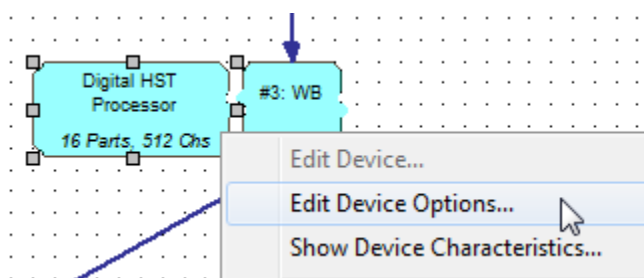 Digital HST
Processor
16 Parts, 512 Chs
#3: WB
Edit Device...
Edit Device Options...
Show Device Characteristics...